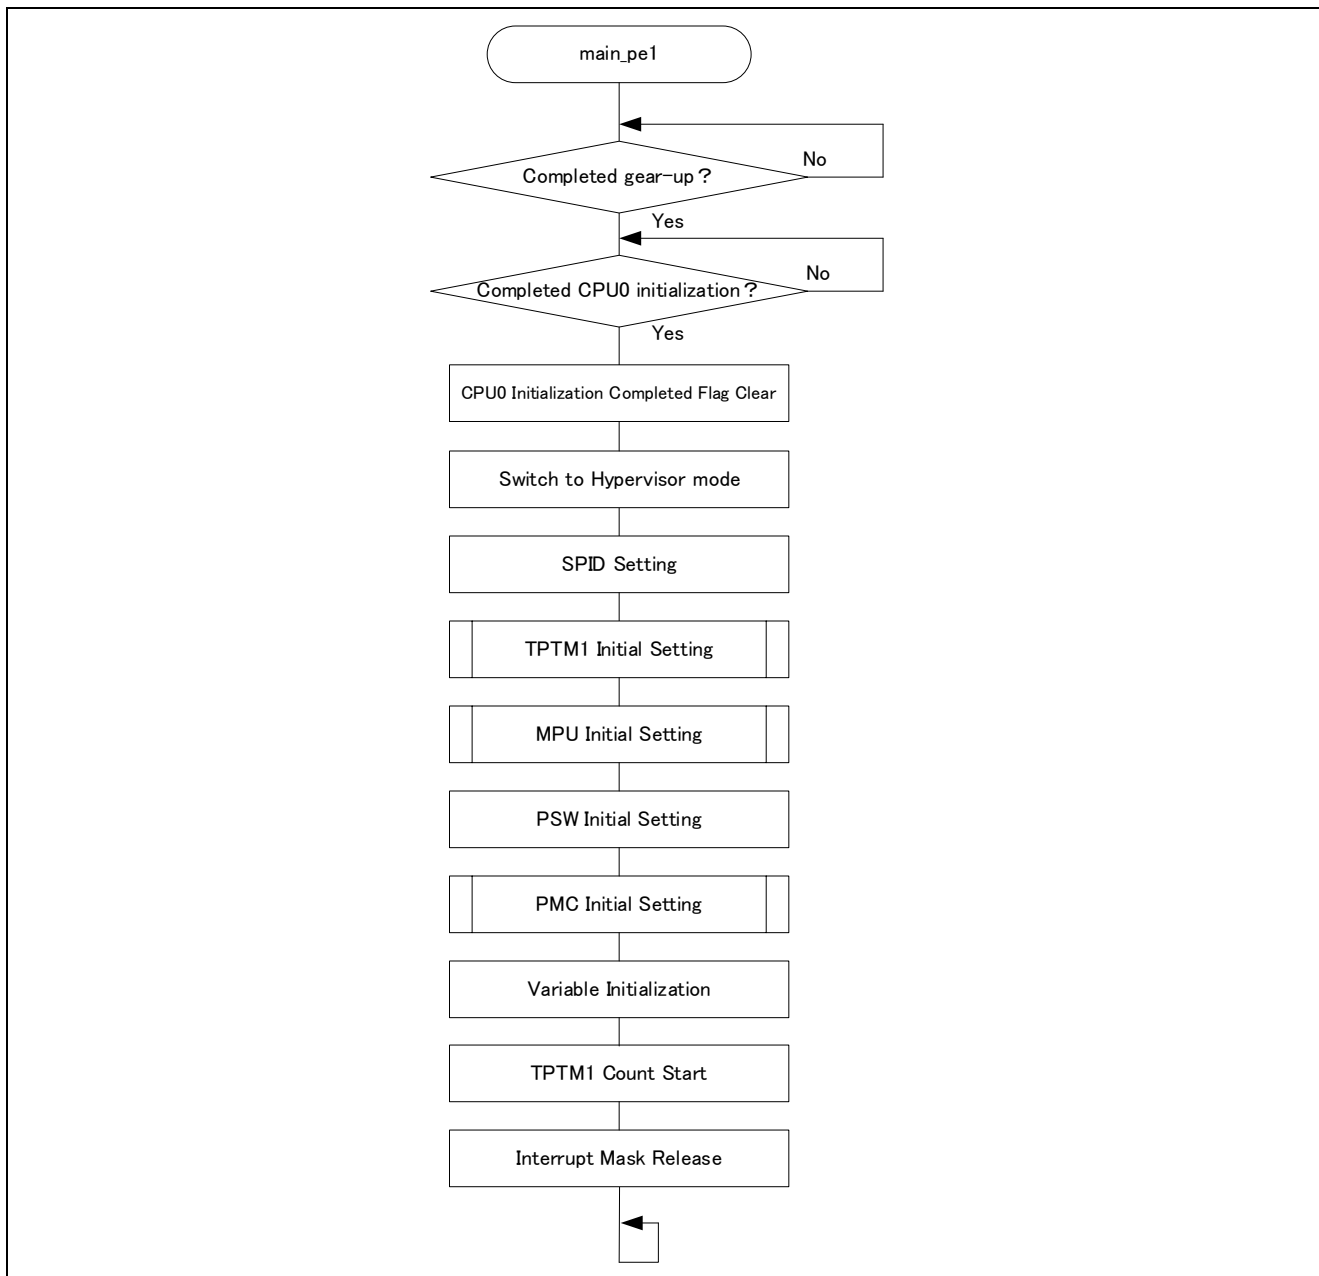 main_pe1
No
Completed gear-up?
Yes
No
Completed CPU0 initialization?
Yes
CPU0 Initialization Completed Flag Clear
Switch to Hypervisor mode
SPID Setting
TPTM1 Initial Setting
MPU Initial Setting
PSW Initial Setting
PMC Initial Setting
Variable Initialization
TPTM1 Count Start
Interrupt Mask Release